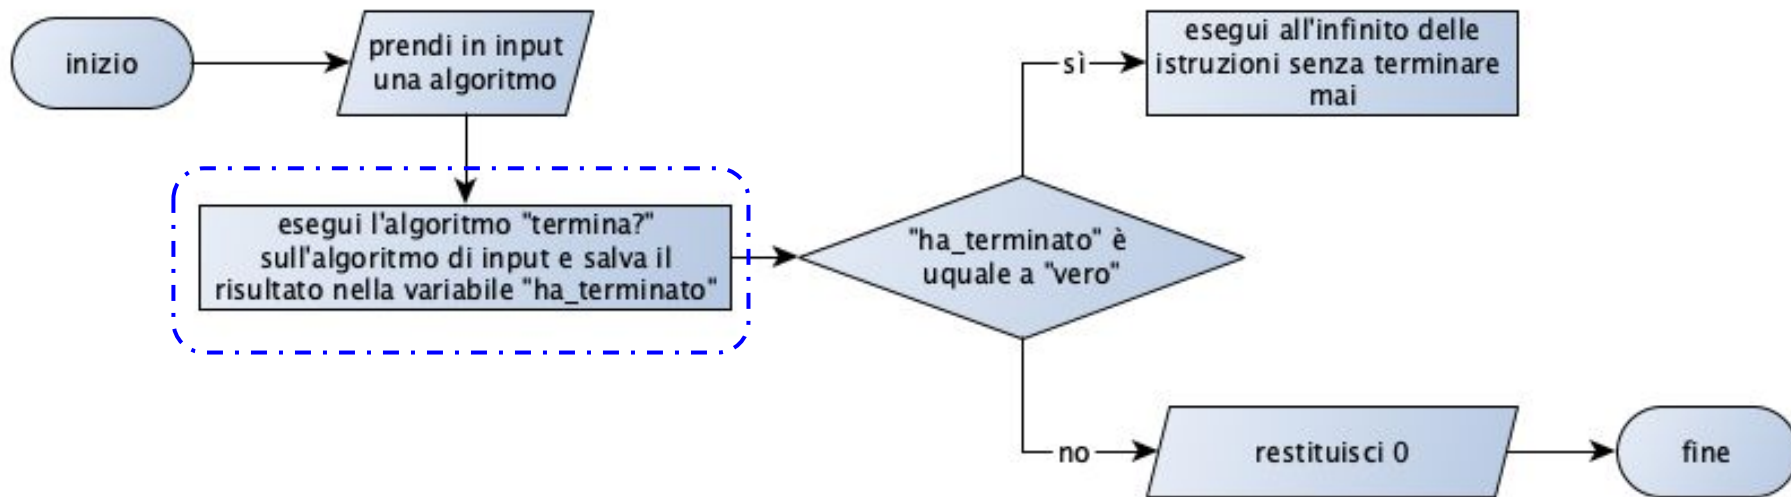 inizio
prendi in input
una algoritmo
esegui l'algoritmo "termina?"
sull'algoritmo di input e salva il
risultato nella variabile "ha_terminato"
"ha_terminato" è
uquale a "vero"
sì
esegui all'infinito delle
istruzioni senza terminare
mai
no
restituisci 0
fine